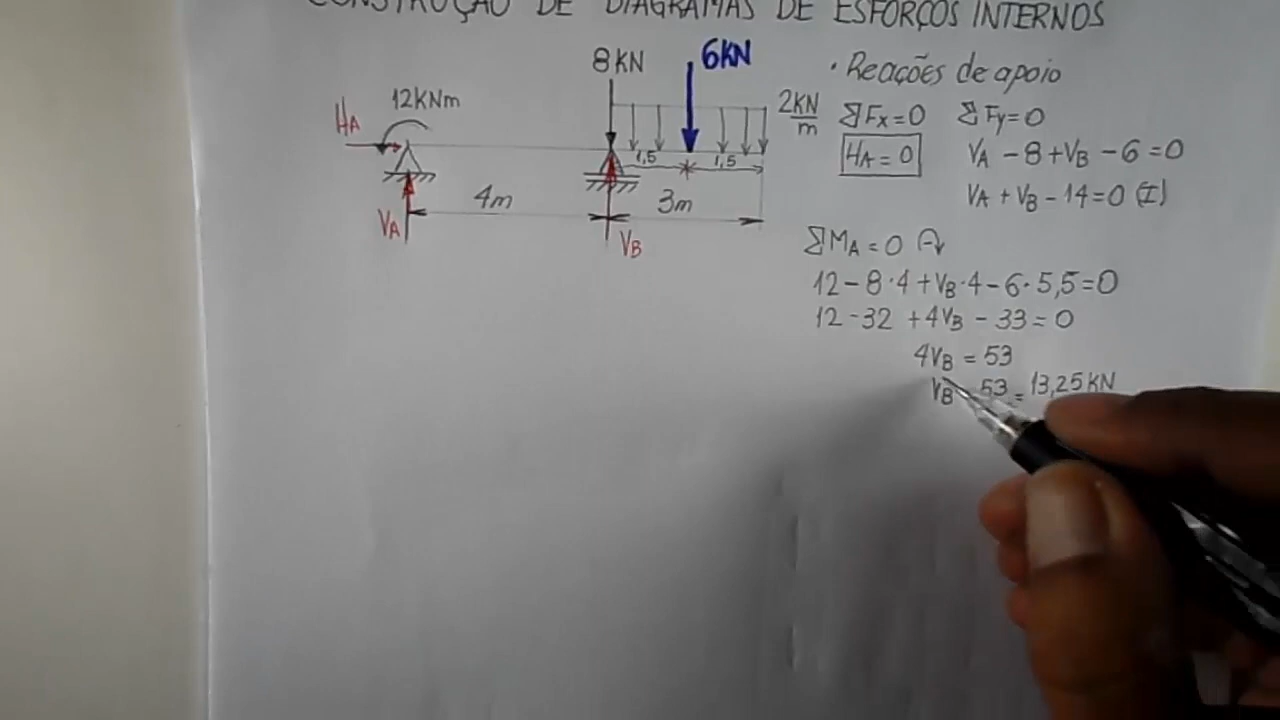 CONSTRUÇÃO DE DIAGRAMAS DE ESFORÇOS INTERNOS
8KN
6KN
12KNm
HA
2KN/m
1,5
1,5
4m
3m
VA
VB
• Reações de apoio
ΣFx=0
ΣFy=0
HA=0
VA-8+VB-6=0
VA+VB-14=0 (I)
ΣMA=0
12-8·4+VB·4-6·5,5=0
12-32+4VB-33=0
4VB=53
VB 53 = 13,25KN